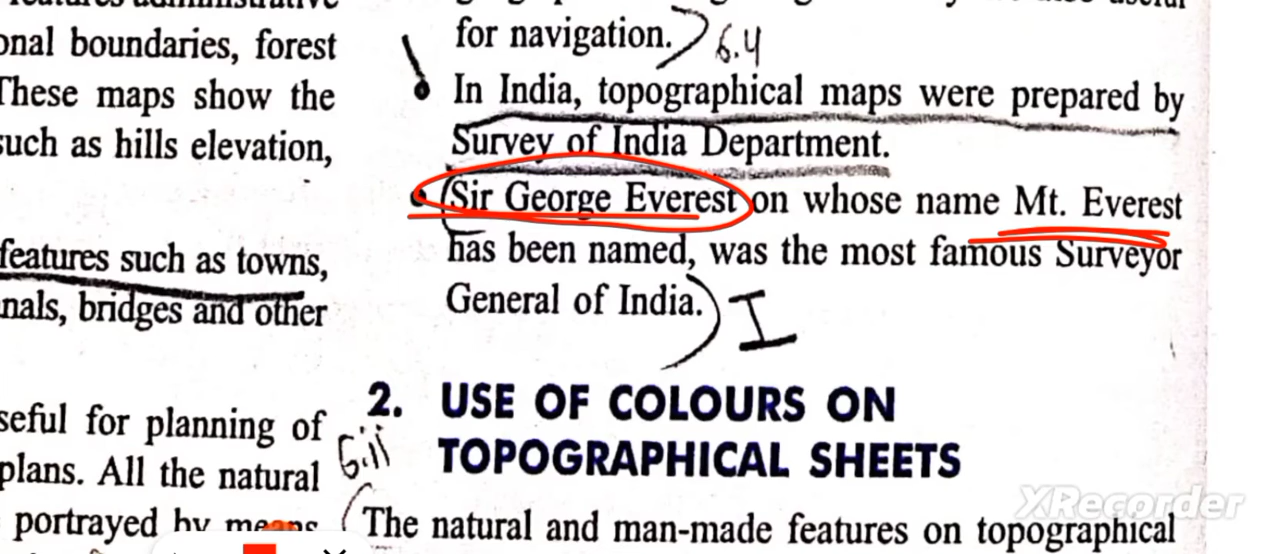 onal boundaries, forest
These maps show the
such as hills elevation,
features such as towns,
nals, bridges and other
seful for planning of
plans. All the natural
portrayed by means
for navigation.
6.4
In India, topographical maps were prepared by
Survey of India Department.
Sir George Everest on whose name Mt. Everest
has been named, was the most famous Surveyor
General of India.
I
2. USE OF COLOURS ON
TOPOGRAPHICAL SHEETS
The natural and man-made features on topographical
XRecorder